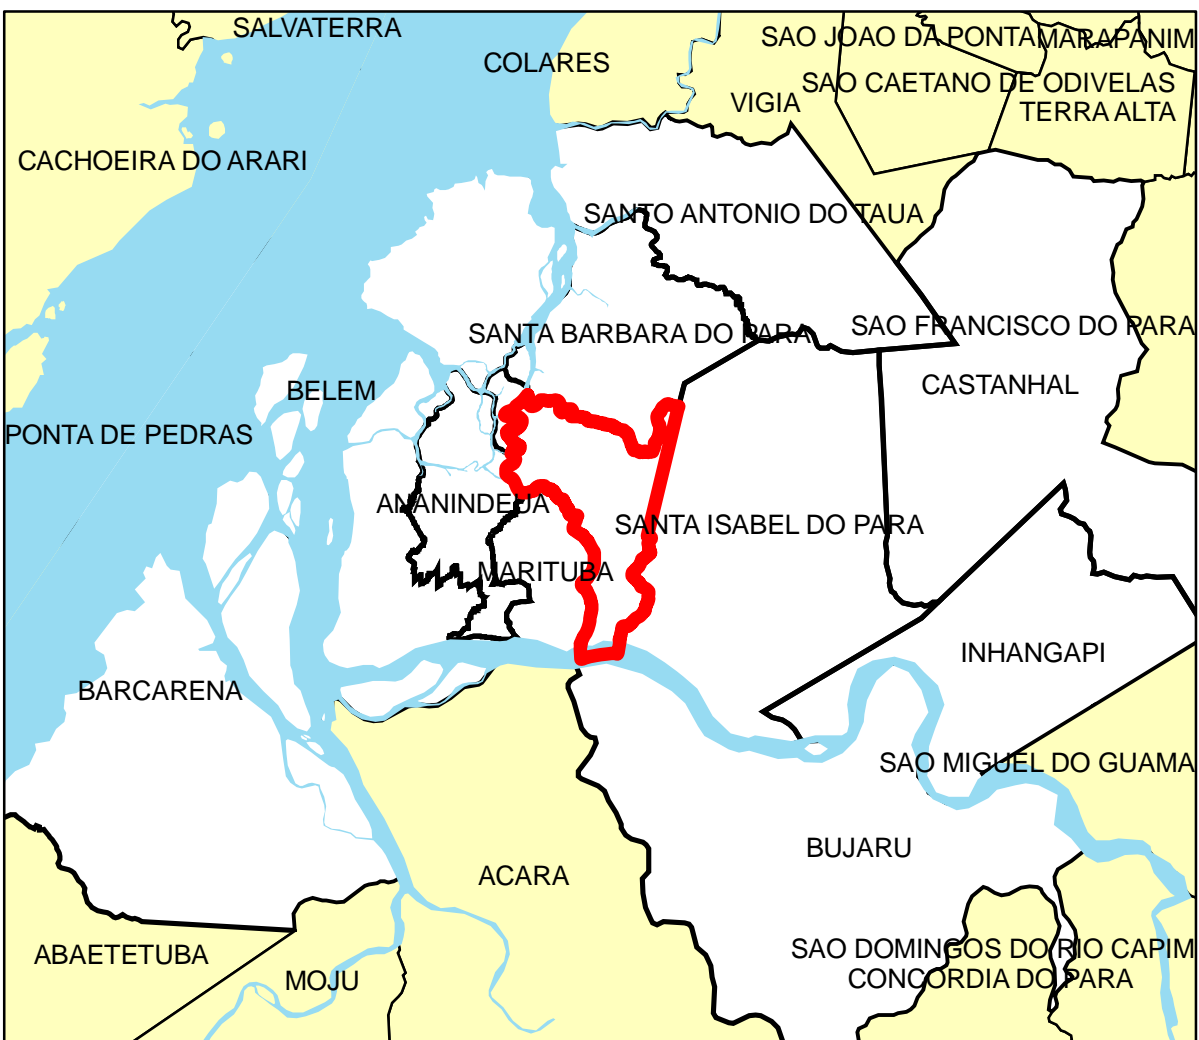 SALVATERRA
SAO JOAO DA PONTA
MARAPANIM
COLARES
SAO CAETANO DE ODIVELAS
VIGIA
TERRA ALTA
CACHOEIRA DO ARARI
SANTO ANTONIO DO TAUA
SANTA BARBARA DO PARA
SAO FRANCISCO DO PARA
BELEM
CASTANHAL
PONTA DE PEDRAS
ANANINDEUA
SANTA ISABEL DO PARA
MARITUBA
INHANGAPI
BARCARENA
SAO MIGUEL DO GUAMA
BUJARU
ACARA
SAO DOMINGOS DO RIO CAPIM
ABAETETUBA
CONCORDIA DO PARA
MOJU